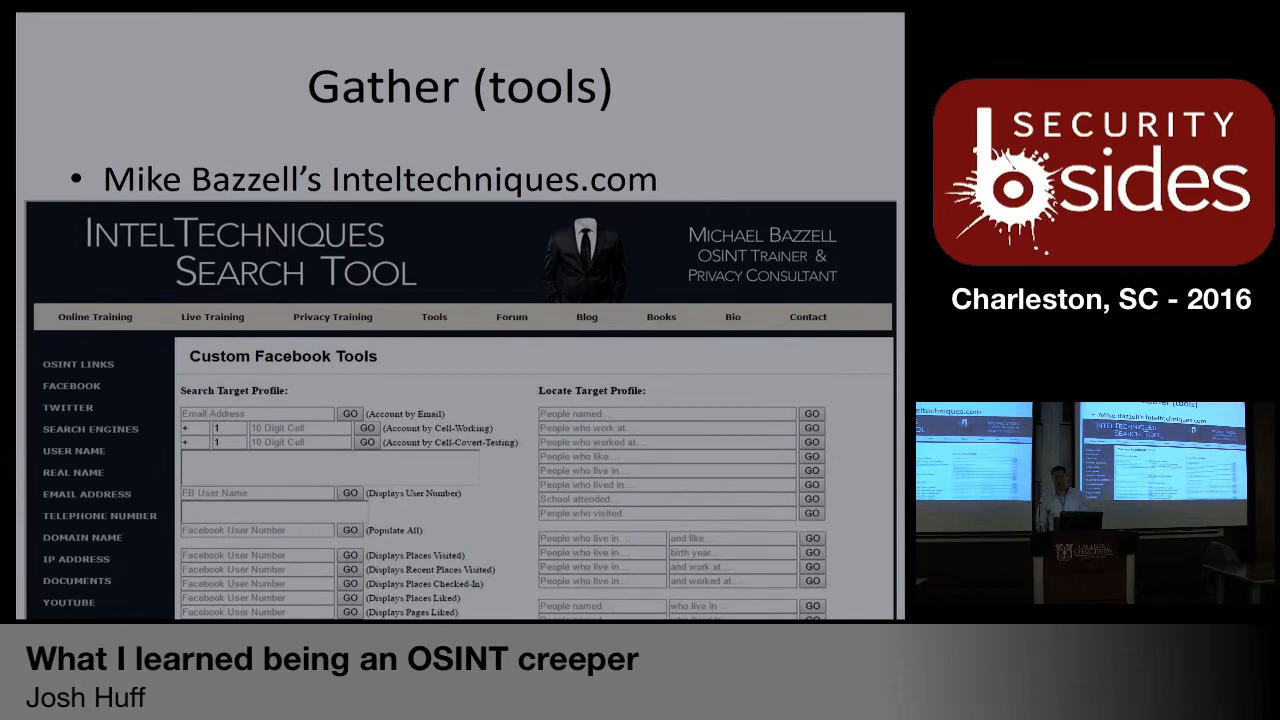 Gather (tools)
• Mike Bazzell's Inteltechniques.com
INTELTECHNIQUES
SEARCH TOOL
MICHAEL BAZZELL
OSINT TRAINER &
PRIVACY CONSULTANT
Online Training Live Training Privacy Training Tools Forum Blog Books Bio Contact
OSINT LINKS
FACEBOOK
TWITTER
SEARCH ENGINES
USER NAME
REAL NAME
EMAIL ADDRESS
TELEPHONE NUMBER
DOMAIN NAME
IP ADDRESS
DOCUMENTS
YOUTUBE
Custom Facebook Tools
Search Target Profile:
Email Address GO (Account by Email)
+ 1 10 Digit Cell GO (Account by Cell-Working)
+ 1 10 Digit Cell GO (Account by Cell-Covert-Testing)
FB User Name GO (Displays User Number)
Facebook User Number GO (Populate All)
Facebook User Number GO (Displays Places Visited)
Facebook User Number GO (Displays Recent Places Visited)
Facebook User Number GO (Displays Places Checked-In)
Facebook User Number GO (Displays Places Liked)
Facebook User Number GO (Displays Pages Liked)
Locate Target Profile:
People named... GO
People who work at... GO
People who worked at... GO
People who like... GO
People who live in... GO
People who lived in... GO
School attended... GO
People who visited... GO
People who live in... and like... GO
People who live in... birth year... GO
People who live in... and work at... GO
People who live in... and worked at... GO
People named... who live in... GO
SECURITY
bsides
Charleston, SC - 2016
What I learned being an OSINT creeper
Josh Huff